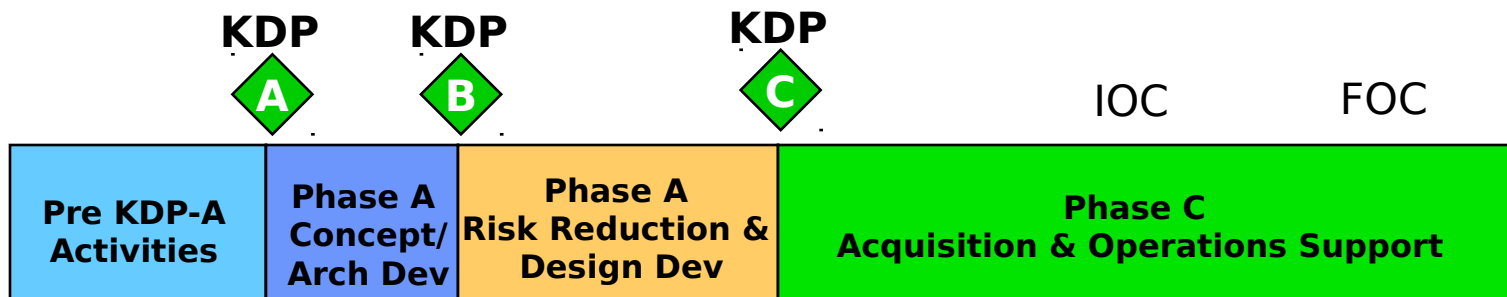 KDP
KDP
KDP
A
B
C
IOC
FOC
Pre KDP-A
Activities
Phase A
Concept/
Arch Dev
Phase A
Risk Reduction &
Design Dev
Phase C
Acquisition & Operations Support